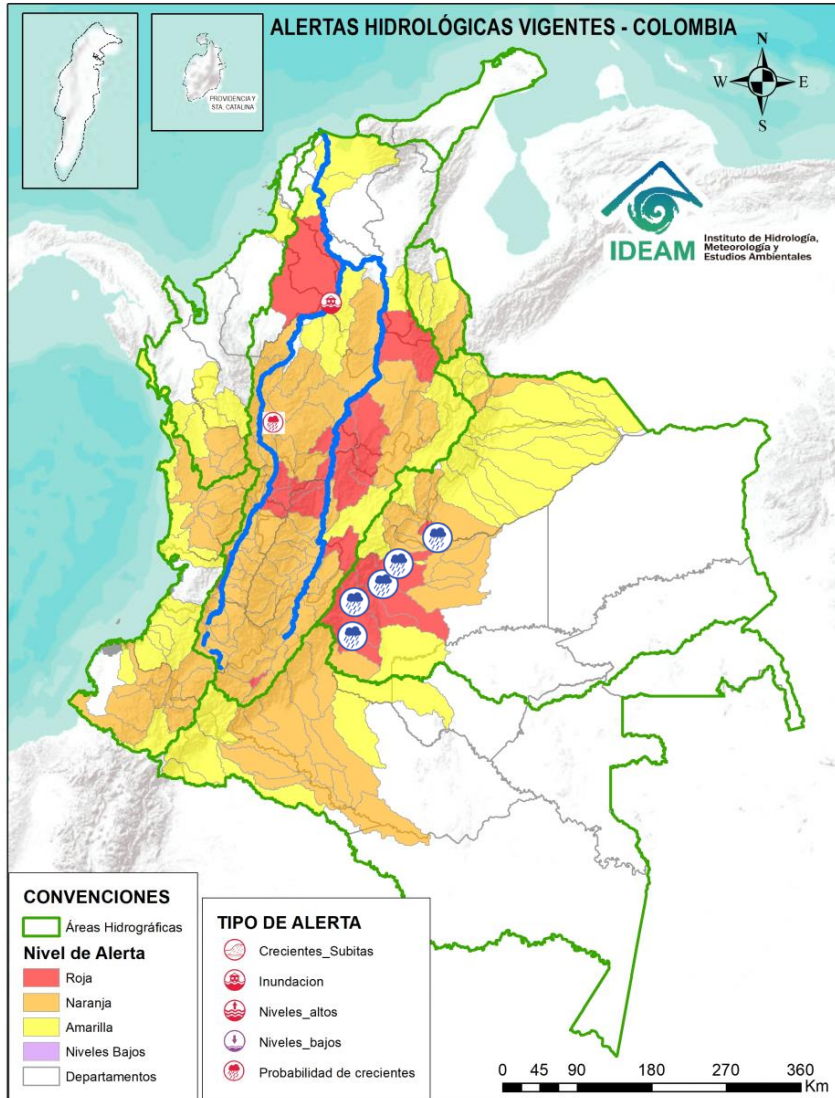 ALERTAS HIDROLÓGICAS VIGENTES - COLOMBIA
PROVIDENCIA Y
STA. CATALINA
N
W
E
S
IDEAM
Instituto de Hidrología,
Meteorología y
Estudios Ambientales
CONVENCIONES
Áreas Hidrográficas
Nivel de Alerta
Roja
Naranja
Amarilla
Niveles Bajos
Departamentos
TIPO DE ALERTA
Crecientes_Subitas
Inundacion
Niveles_altos
Niveles_bajos
Probabilidad de crecientes
0 45 90 180 270 360
Km